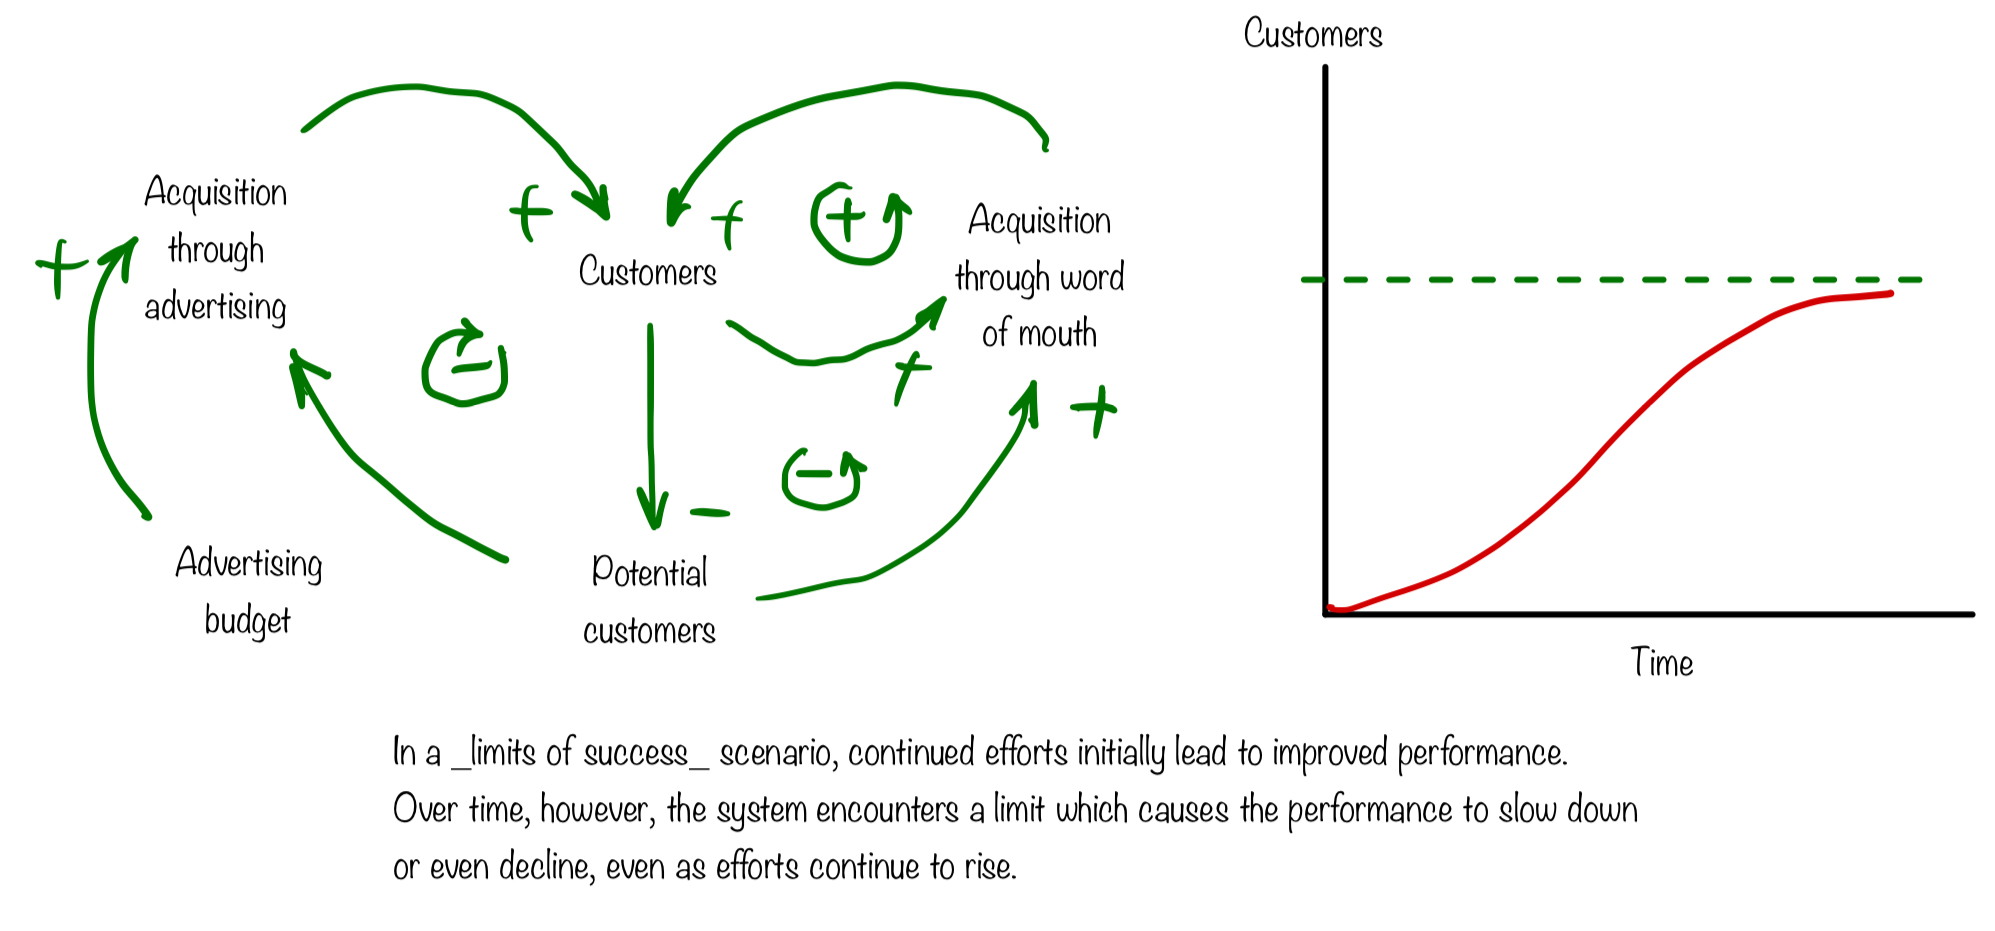 Customers
Acquisition
through
advertising
+
+
Customers
+
+
Acquisition
through word
of mouth
+
-
+
-
-
+
Advertising
budget
Potential
customers
Time
In a _limits of success_ scenario, continued efforts initially lead to improved performance.
Over time, however, the system encounters a limit which causes the performance to slow down
or even decline, even as efforts continue to rise.